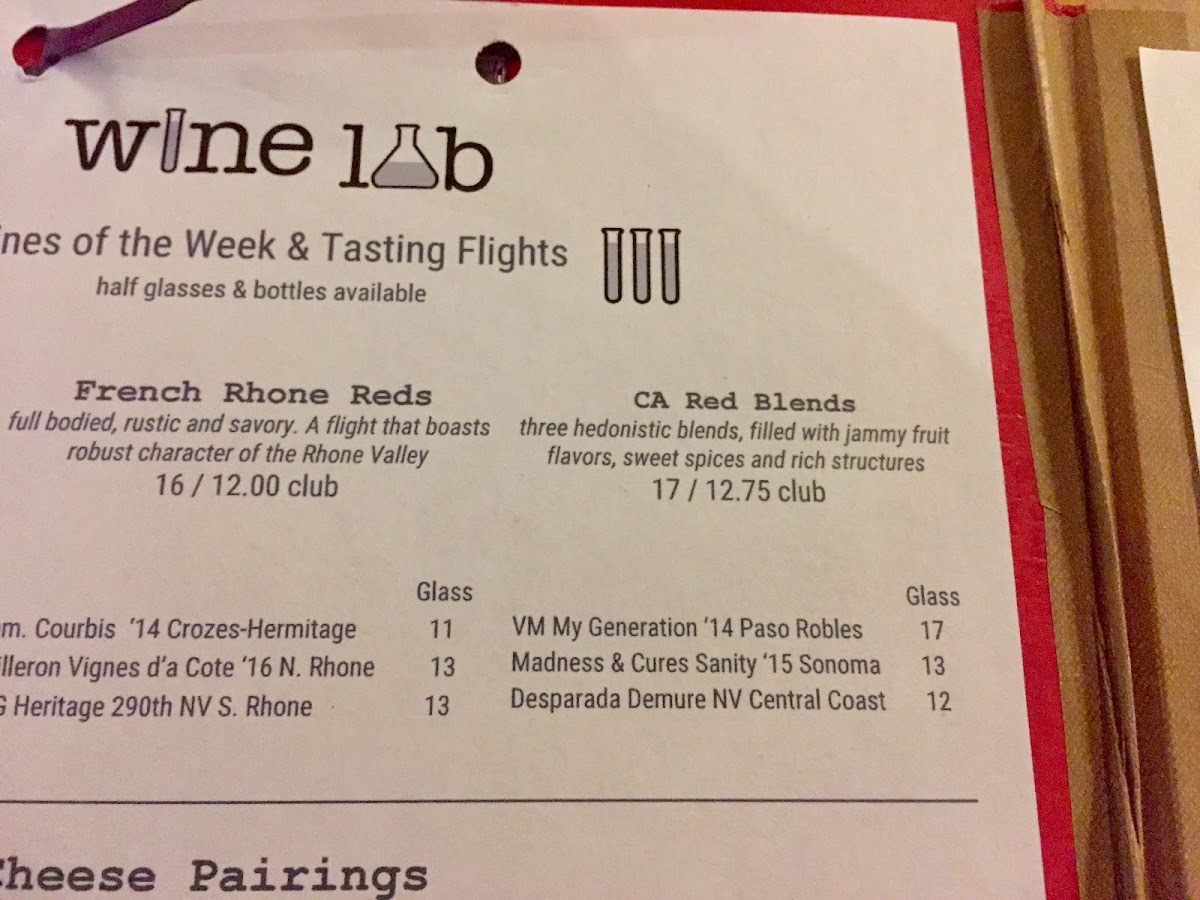 wine lab
of the Week & Tasting Flights
half glasses & bottles available
French Rhone Reds
full bodied, rustic and savory. A flight that boasts
robust character of the Rhone Valley
16 / 12.00 club
Glass
Courbis '14 Crozes-Hermitage 11
Vignes d'a Cote '16 N. Rhone 13
Heritage 290th NV S. Rhone 13
CA Red Blends
three hedonistic blends, filled with jammy fruit
flavors, sweet spices and rich structures
17 / 12.75 club
Glass
VM My Generation '14 Paso Robles 17
Madness & Cures Sanity '15 Sonoma 13
Desparada Demure NV Central Coast 12
Cheese Pairings